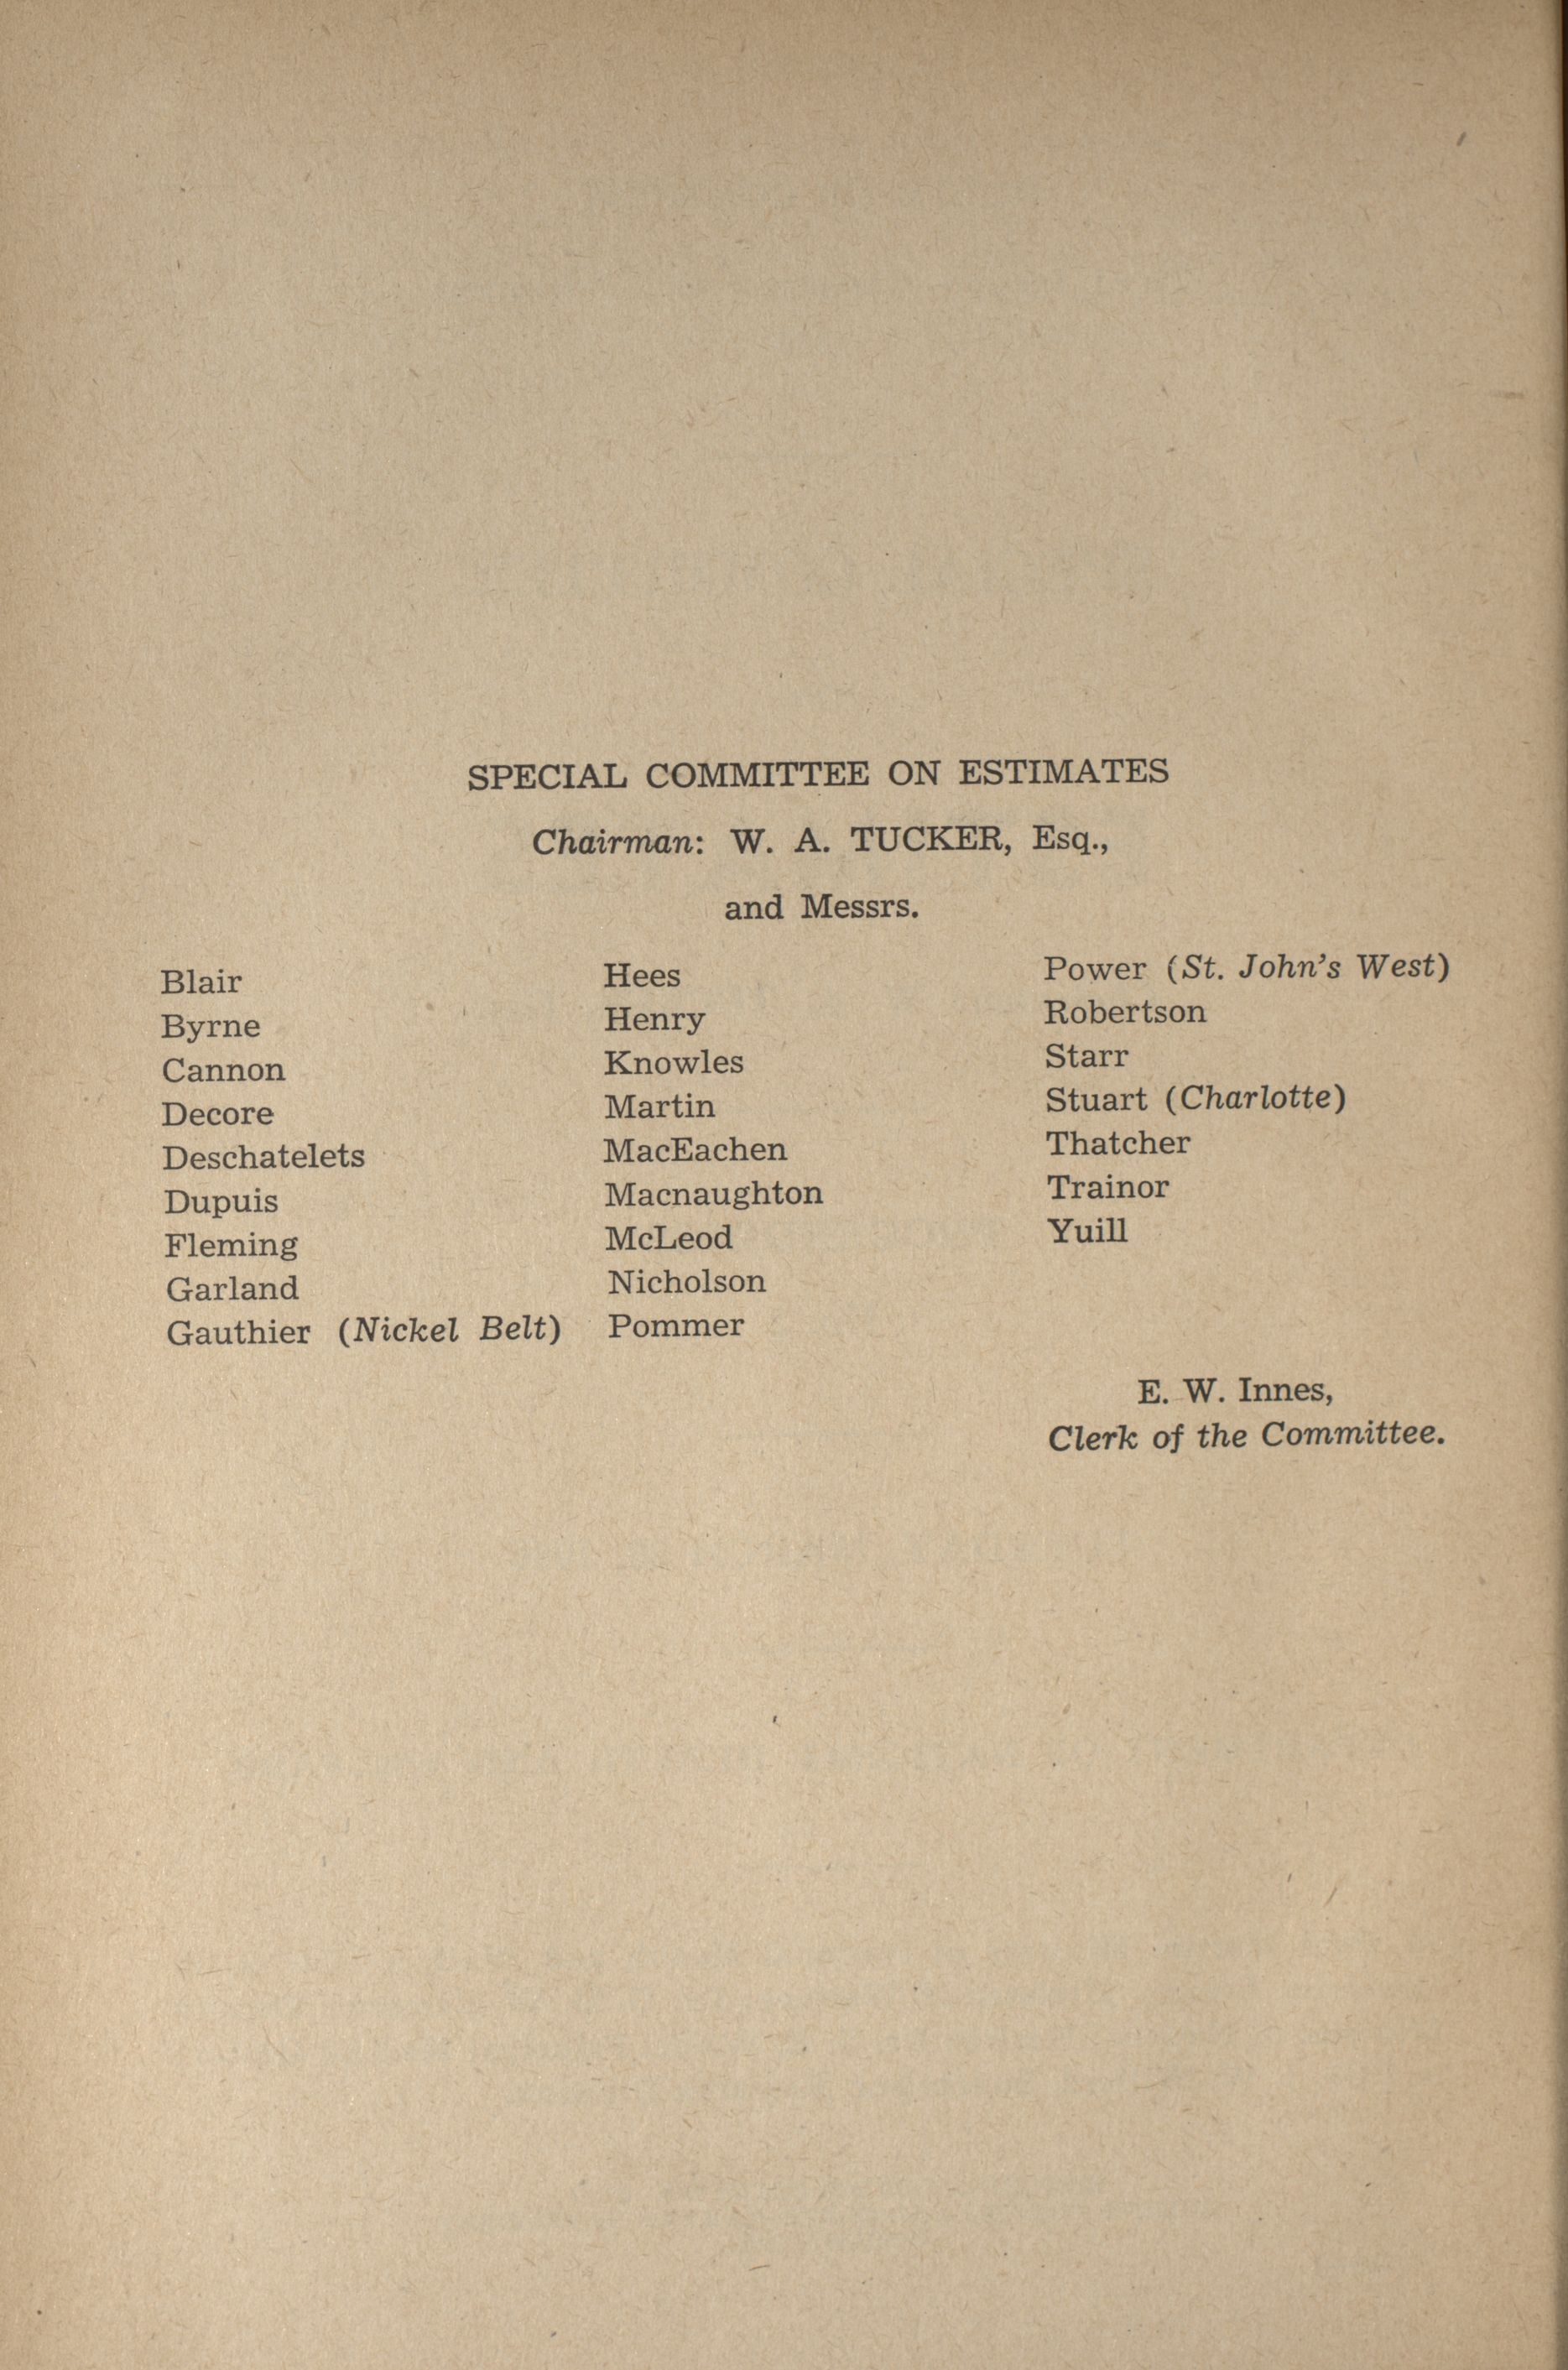 SPECIAL COMMITTEE ON ESTIMATES
Chairman: W. A. TUCKER, Esq.,
and Messrs.
Blair
Byrne
Cannon
Decore
Deschatelets
Dupuis
Fleming
Garland
Gauthier (Nickel Belt)
Hees
Henry
Knowles
Martin
MacEachen
Macnaughton
McLeod
Nicholson
Pommer
Power (St. John's West)
Robertson
Starr
Stuart (Charlotte)
Thatcher
Trainor
Yuill
E. W. Innes,
Clerk of the Committee.